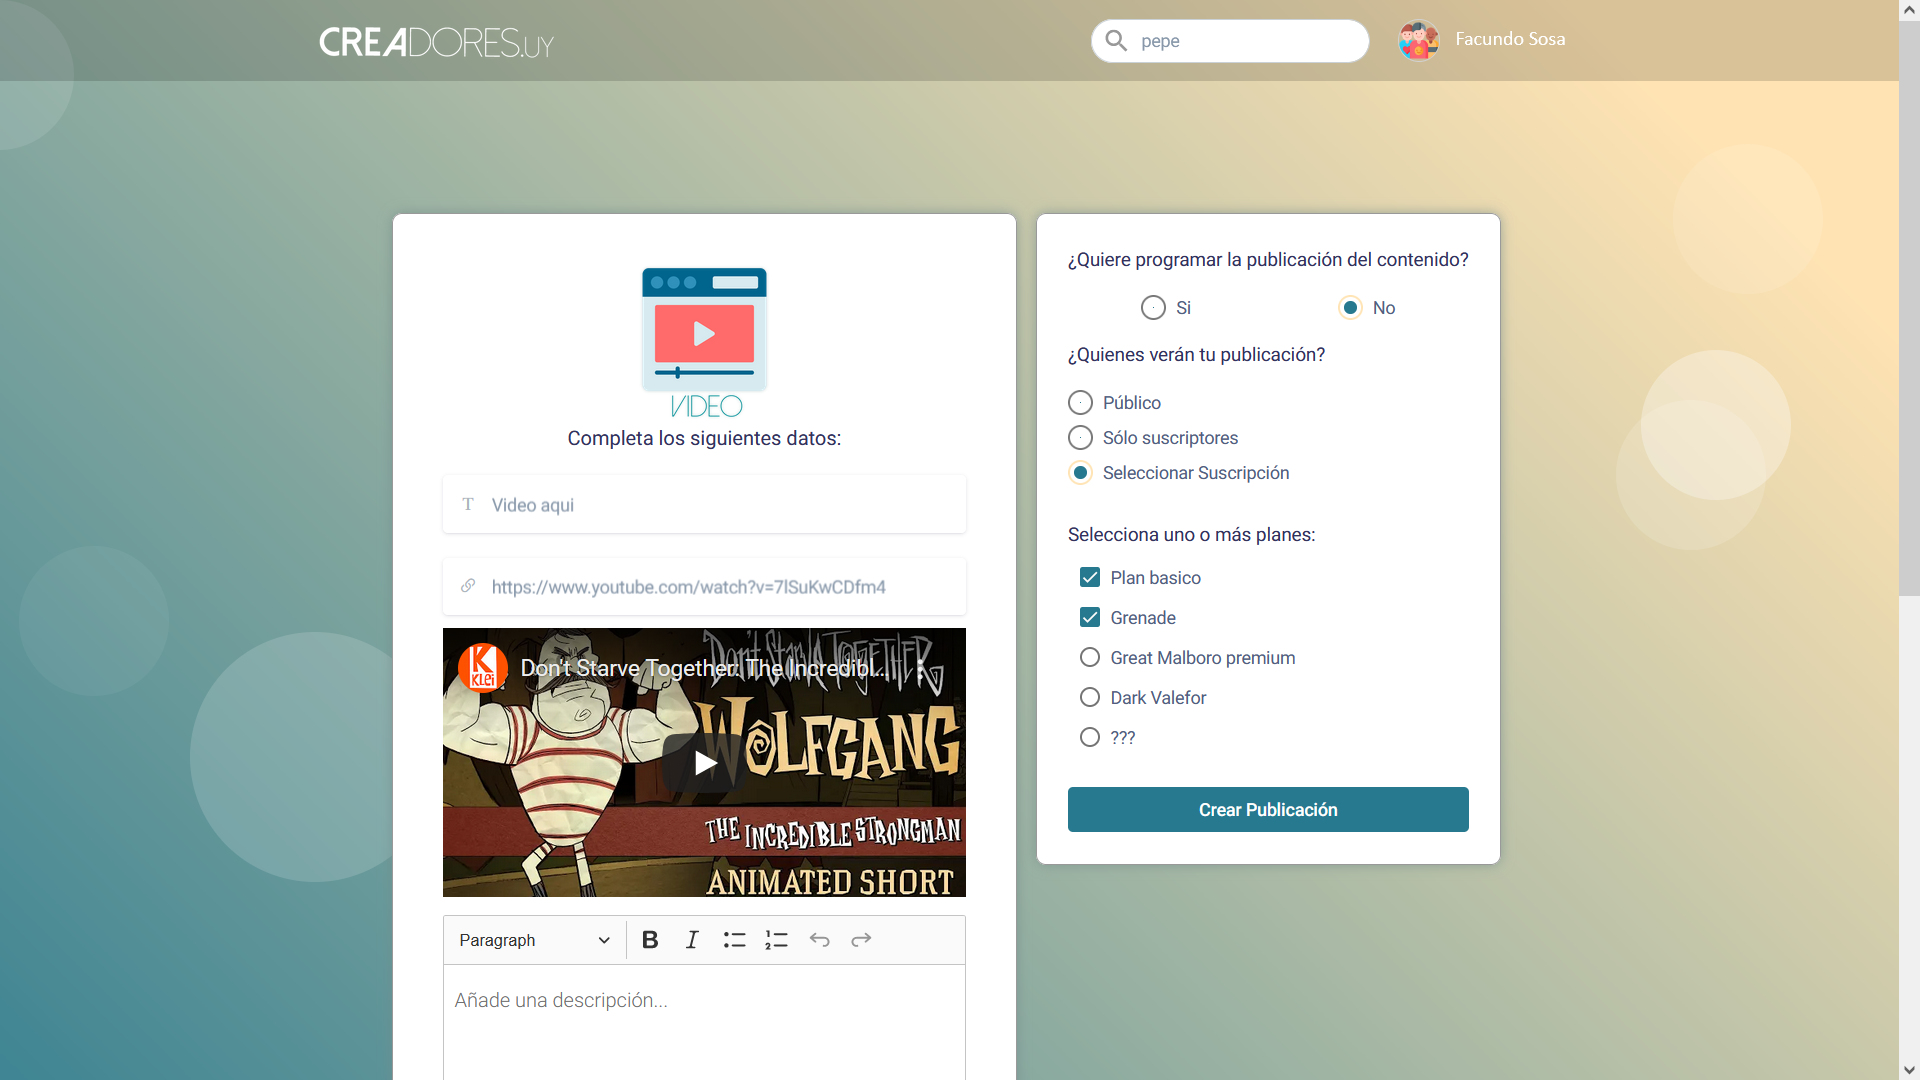 CREADORES.UY
pepe
Facundo Sosa
VIDEO
Completa los siguientes datos:
T Video aqui
https://www.youtube.com/watch?v=7lSuKwCDfm4
Don't Starve Together
K KLEi Don't Starve Together: The Incredibl...
WOLFGANG
THE INCREDIBLE STRONGMAN
ANIMATED SHORT
Paragraph B I
Añade una descripción...
¿Quiere programar la publicación del contenido?
Si No
¿Quienes verán tu publicación?
Público
Sólo suscriptores
Seleccionar Suscripción
Selecciona uno o más planes:
Plan basico
Grenade
Great Malboro premium
Dark Valefor
???
Crear Publicación